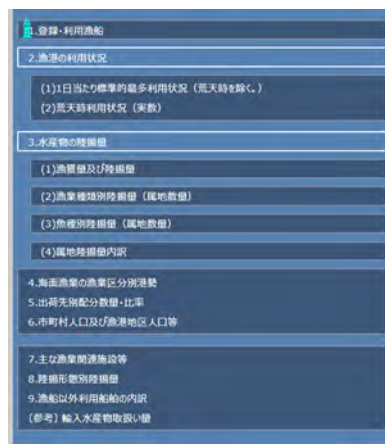 1.登録・利用漁船
2.漁港の利用状況
(1)1日当たり標準的最多利用状況（荒天時を除く。)
(2)荒天時利用状況（実数）
3.水産物の陸揚量
(1)漁獲量及び陸揚量
(2)漁業種類別陸揚量（属地数量）
(3)魚種別陸揚量（属地数量）
(4)属地陸揚量内訳
4.海面漁業の漁業区分別港勢
5.出荷先別配分数量・比率
6.市町村人口及び漁港地区人口等
7.主な漁業関連施設等
8.陸揚形態別陸揚量
9.漁船以外利用船舶の内訳
〔参考〕輸入水産物取扱い量